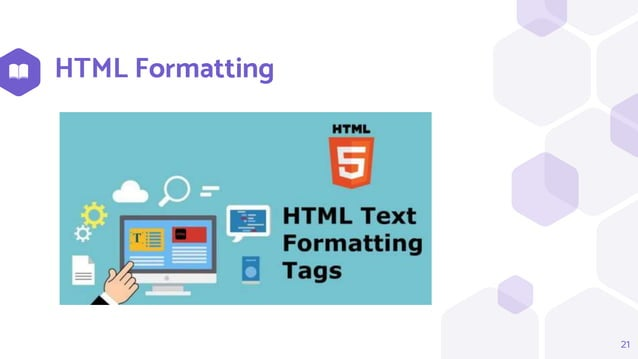 HTML Formatting
HTML
5
HTML Text
Formatting
Tags
T
21